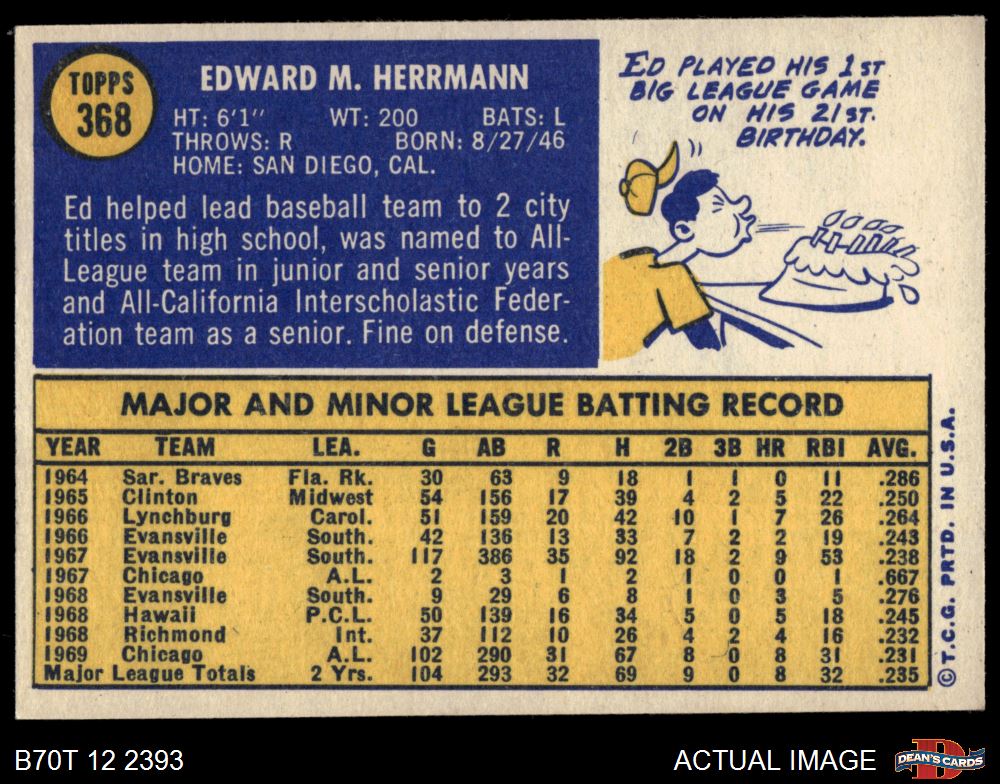 TOPPS
368
EDWARD M. HERRMANN
HT: 6'1" WT: 200 BATS: L
THROWS: R BORN: 8/27/46
HOME: SAN DIEGO, CAL.
Ed helped lead baseball team to 2 city
titles in high school, was named to All-
League team in junior and senior years
and All-California Interscholastic Feder-
ation team as a senior. Fine on defense.
ED PLAYED HIS 1ST
BIG LEAGUE GAME
ON HIS 21ST.
BIRTHDAY.
MAJOR AND MINOR LEAGUE BATTING RECORD
YEAR TEAM LEA. G AB R H 2B 3B HR RBI AVG.
1964 Sar. Braves Fla. Rk. 30 63 9 18 1 1 0 11 .286
1965 Clinton Midwest 54 156 17 39 4 2 5 22 .250
1966 Lynchburg Carol. 51 159 20 42 10 1 7 26 .264
1966 Evansville South. 42 136 13 33 7 2 2 19 .243
1967 Evansville South. 117 386 35 92 18 2 9 53 .238
1967 Chicago A.L. 2 3 1 2 1 0 0 1 .667
1968 Evansville South. 9 29 6 8 1 0 3 5 .276
1968 Hawaii P.C.L. 50 139 16 34 5 0 5 18 .245
1968 Richmond Int. 37 112 10 26 4 2 4 16 .232
1969 Chicago A.L. 102 290 31 67 8 0 8 31 .231
Major League Totals 2 Yrs. 104 293 32 69 9 0 8 32 .235
© T.C.G. PRTD. IN U.S.A.
B70T 12 2393
ACTUAL IMAGE
D
DEAN'S CARDS